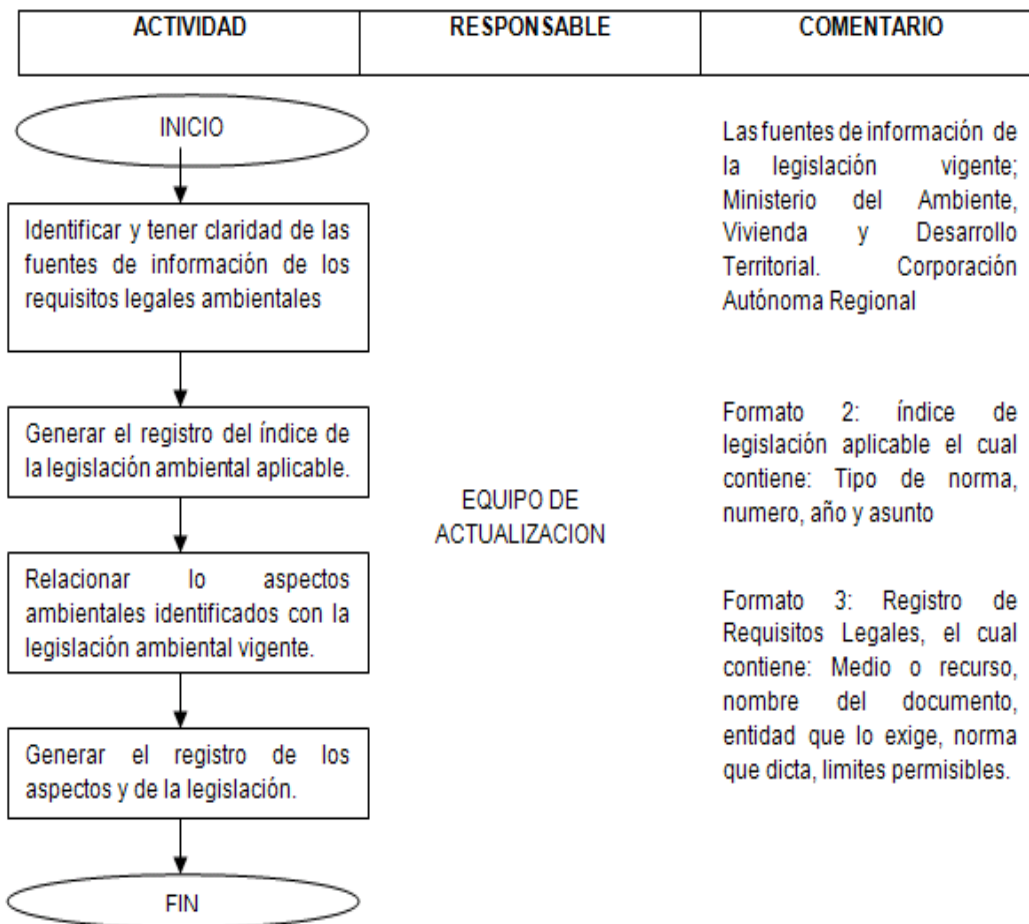 ACTIVIDAD
RESPONSABLE
COMENTARIO
INICIO
Identificar y tener claridad de las
fuentes de información de los
requisitos legales ambientales
Generar el registro del índice de
la legislación ambiental aplicable.
Relacionar lo aspectos
ambientales identificados con la
legislación ambiental vigente.
Generar el registro de los
aspectos y de la legislación.
FIN
EQUIPO DE
ACTUALIZACION
Las fuentes de información de
la legislación vigente;
Ministerio del Ambiente,
Vivienda y Desarrollo
Territorial. Corporación
Autónoma Regional
Formato 2: índice de
legislación aplicable el cual
contiene: Tipo de norma,
numero, año y asunto
Formato 3: Registro de
Requisitos Legales, el cual
contiene: Medio o recurso,
nombre del documento,
entidad que lo exige, norma
que dicta, limites permisibles.